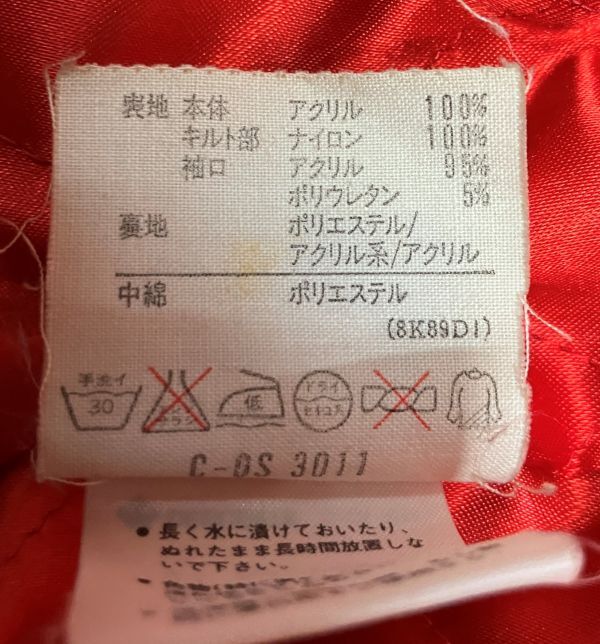 表地 本体 アクリル 100%
キルト部 ナイロン 100%
袖口 アクリル 95%
ポリウレタン 5%
裏地 ポリエステル/
アクリル系/アクリル
中綿 ポリエステル
(8K89D1)
手洗イ 30
低
ドライ
セキユ系
C-OS 3011
● 長く水に漬けておいたり、
ぬれたまま長時間放置しな
いで下さい。